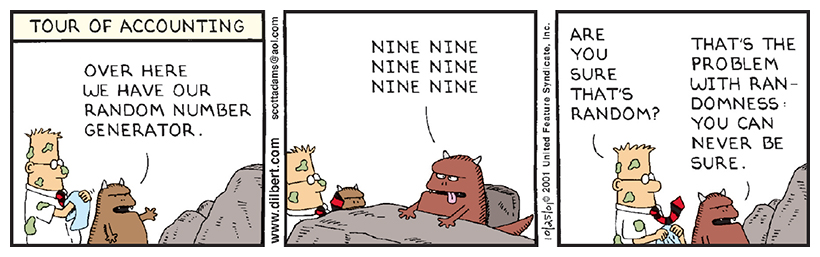 TOUR OF ACCOUNTING
OVER HERE
WE HAVE OUR
RANDOM NUMBER
GENERATOR.
www.dilbert.com
scottadams@aol.com
NINE NINE
NINE NINE
NINE NINE
10/25/01 © 2001 United Feature Syndicate, Inc.
ARE
YOU
SURE
THAT'S
RANDOM?
THAT'S THE
PROBLEM
WITH RAN-
DOMNESS:
YOU CAN
NEVER BE
SURE.